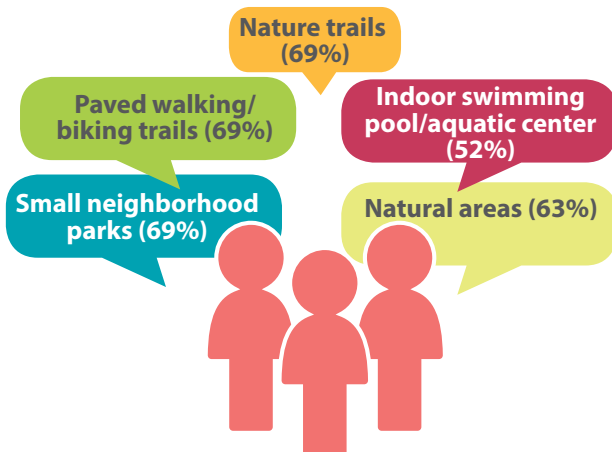 Nature trails
(69%)
Paved walking/
biking trails (69%)
Indoor swimming
pool/aquatic center
(52%)
Small neighborhood
parks (69%)
Natural areas (63%)